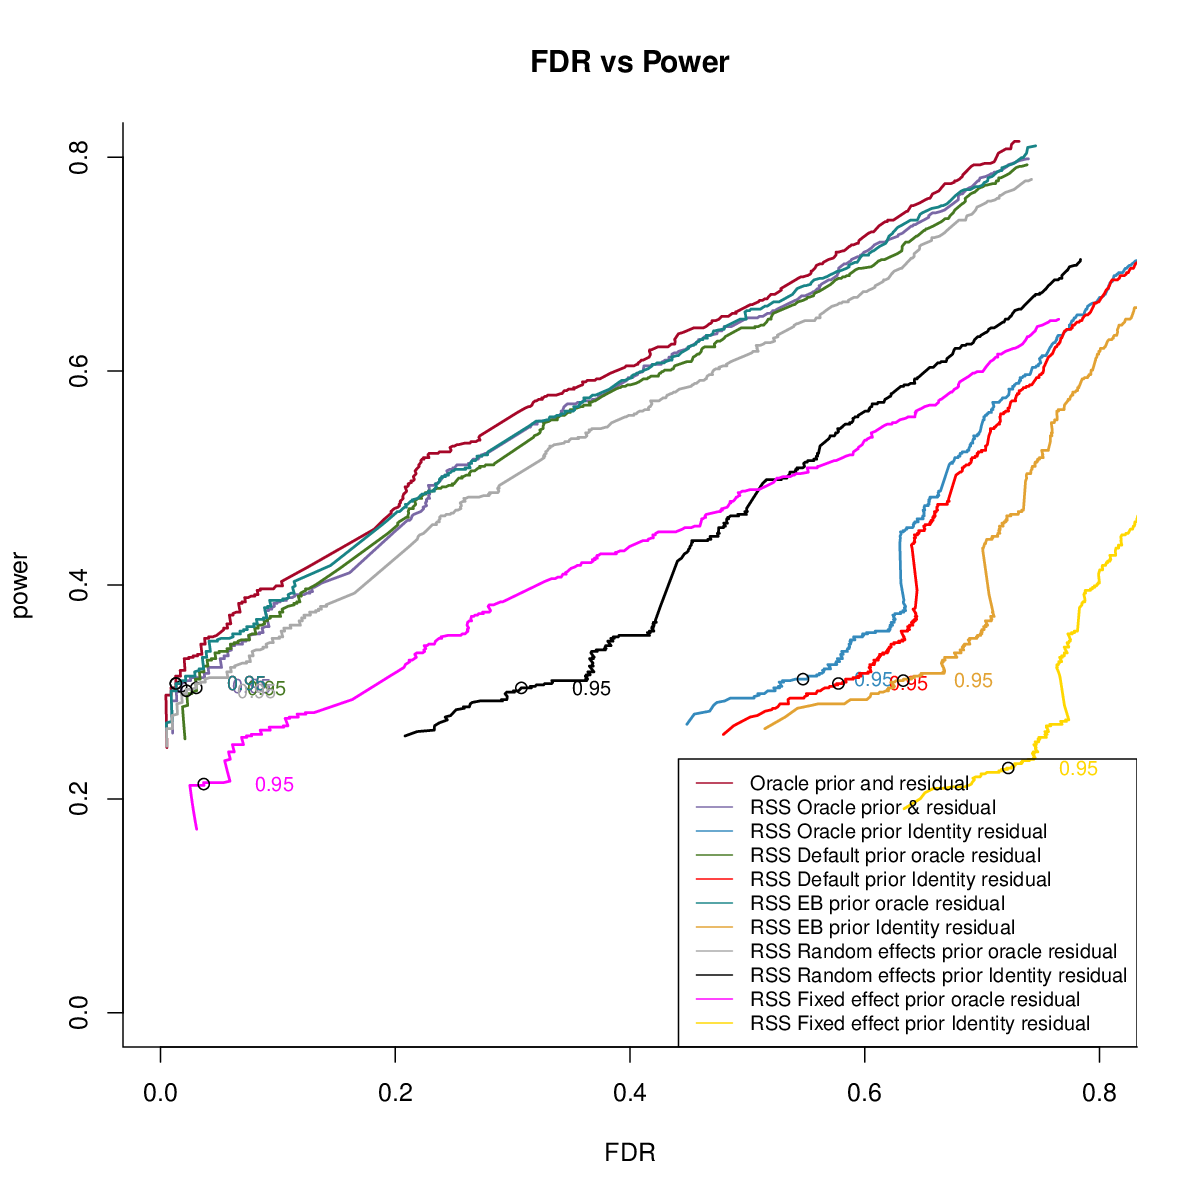 FDR vs Power
power
0.8
0.6
0.4
0.2
0.0
0.95
0.95
0.95
0.95
0.95
0.95
0.95
0.95
0.95
Oracle prior and residual
RSS Oracle prior & residual
RSS Oracle prior Identity residual
RSS Default prior oracle residual
RSS Default prior Identity residual
RSS EB prior oracle residual
RSS EB prior Identity residual
RSS Random effects prior oracle residual
RSS Random effects prior Identity residual
RSS Fixed effect prior oracle residual
RSS Fixed effect prior Identity residual
0.0 0.2 0.4 0.6 0.8
FDR